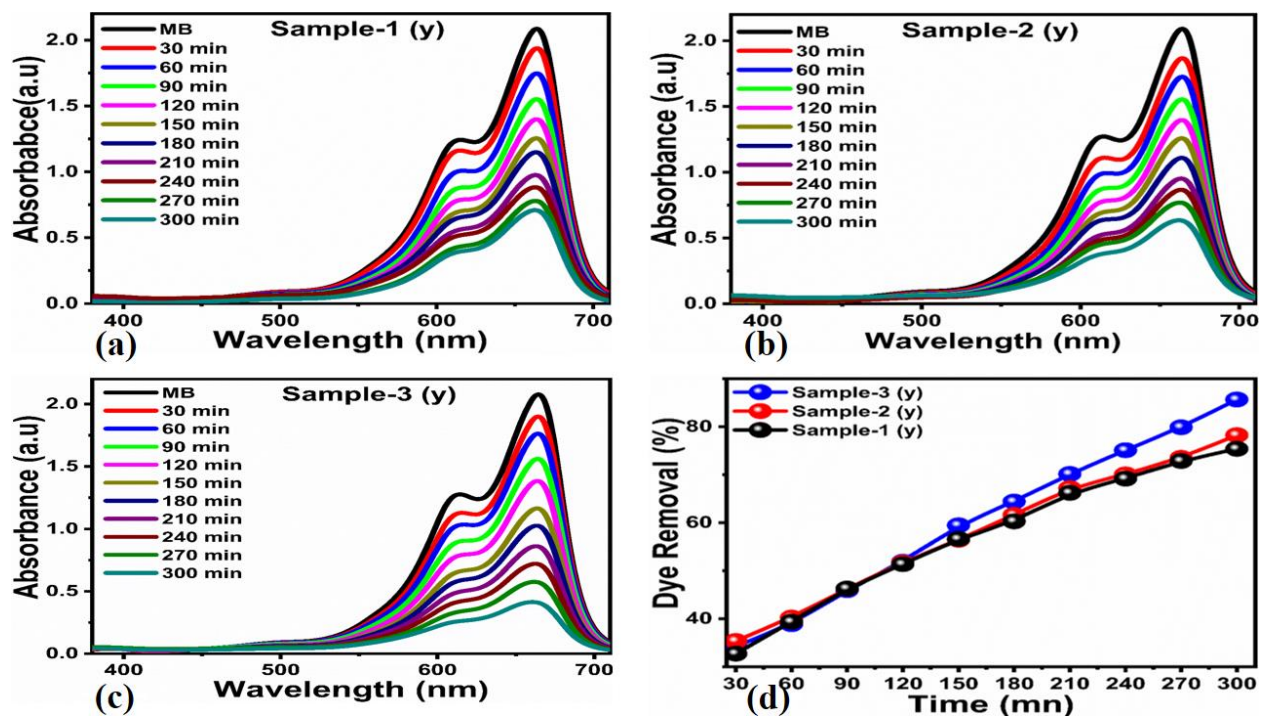 Sample-1 (y)
MB
30 min
60 min
90 min
120 min
150 min
180 min
210 min
240 min
270 min
300 min
Absorbabce(a.u)
2.0
1.5
1.0
0.5
0.0
400 500 600 700
Wavelength (nm)
(a)
Sample-2 (y)
MB
30 min
60 min
90 min
120 min
150 min
180 min
210 min
240 min
270 min
300 min
Absorbance (a.u)
2.0
1.5
1.0
0.5
0.0
400 500 600 700
Wavelength (nm)
(b)
Sample-3 (y)
MB
30 min
60 min
90 min
120 min
150 min
180 min
210 min
240 min
270 min
300 min
Absorbance (a.u)
2.0
1.5
1.0
0.5
0.0
400 500 600 700
Wavelength (nm)
(c)
Sample-3 (y)
Sample-2 (y)
Sample-1 (y)
Dye Removal (%)
80
60
40
30 60 90 120 150 180 210 240 270 300
Time (mn)
(d)